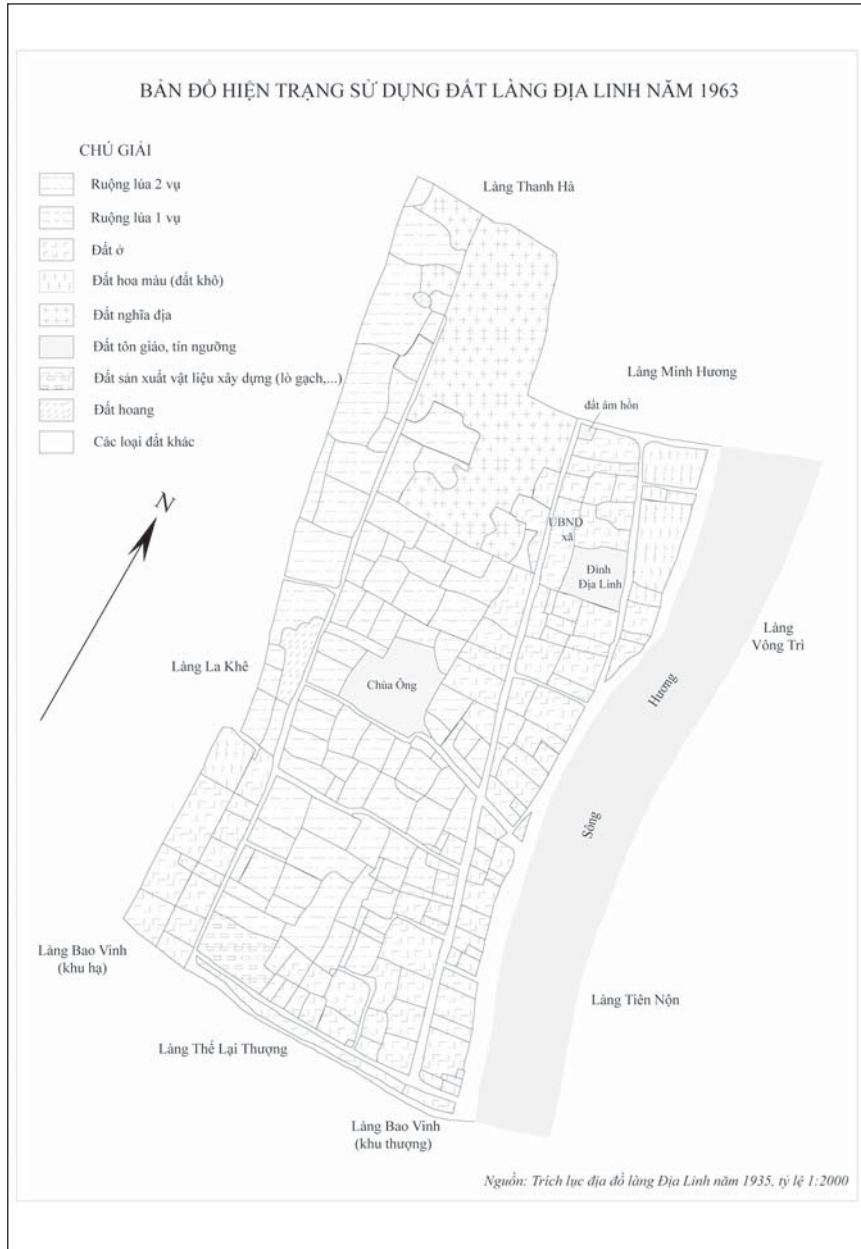 BẢN ĐỒ HIỆN TRẠNG SỬ DỤNG ĐẤT LÀNG ĐỊA LINH NĂM 1963
CHÚ GIẢI
Ruộng lúa 2 vụ
Ruộng lúa 1 vụ
Đất ở
Đất hoa màu (đất khô)
Đất nghĩa địa
Đất tôn giáo, tín ngưỡng
Đất sản xuất vật liệu xây dựng (lò gạch,...)
Đất hoang
Các loại đất khác
N
Làng Thanh Hà
Làng Minh Hương
đất âm hồn
UBND
xã
Đình
Địa Linh
Làng
Vông Trì
Làng La Khê
Chùa Ông
Hương
Sông
Làng Bao Vinh
(khu hạ)
Làng Tiên Nộn
Làng Thế Lại Thượng
Làng Bao Vinh
(khu thượng)
Nguồn: Trích lục địa đồ làng Địa Linh năm 1935, tỷ lệ 1:2000